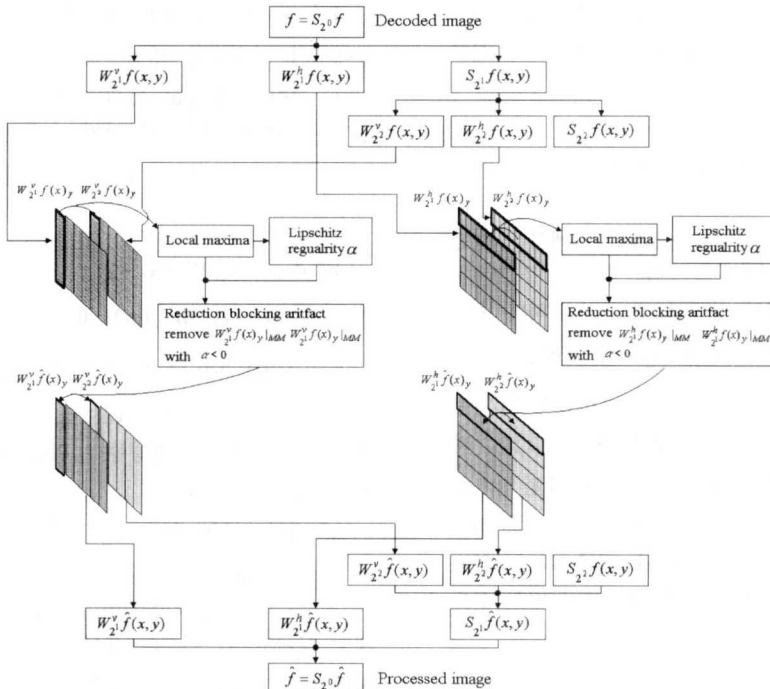 f = S_{2^0} f Decoded image
W^v_{2^1} f(x, y) W^h_{2^1} f(x, y) S_{2^1} f(x, y)
W^v_{2^2} f(x, y) W^h_{2^2} f(x, y) S_{2^2} f(x, y)
W^v_{2^1} f(x)_y W^v_{2^2} f(x)_y
W^h_{2^1} f(x)_y W^h_{2^2} f(x)_y
Local maxima
Lipschitz
regualrity α
Local maxima
Lipschitz
regualrity α
Reduction blocking aritfact
remove W^v_{2^1} f(x)_y|_{MM} W^v_{2^1} f(x)_y|_{MM}
with α < 0
Reduction blocking aritfact
remove W^h_{2^1} f(x)_y|_{MM} W^h_{2^1} f(x)_y|_{MM}
with α < 0
W^v_{2^1} f̂(x)_y W^v_{2^2} f̂(x)_y
W^h_{2^1} f̂(x)_y W^h_{2^2} f̂(x)_y
W^v_{2^2} f̂(x, y) W^h_{2^2} f̂(x, y) S_{2^2} f(x, y)
W^v_{2^1} f̂(x, y) W^h_{2^1} f̂(x, y) S_{2^1} f̂(x, y)
f̂ = S_{2^0} f̂ Processed image